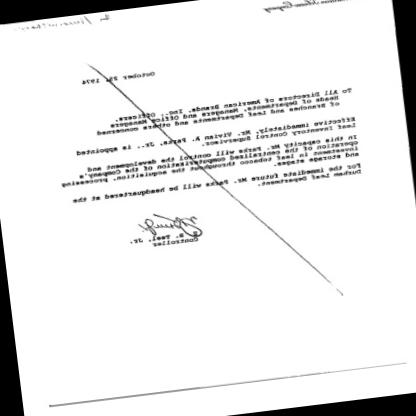 October 25, 1974
To All Directors of American Brands, Inc.; Officers,
Heads of Departments, Managers and Office Managers
of Branches and Leaf Departments and others concerned
Effective immediately, Mr. Vivian A. Parks, Jr., is appointed
Leaf Inventory Control Supervisor.
In this capacity Mr. Parks will control the development and
operation of the centralized computerization of the Company's
investment in leaf tobacco throughout the acquisition, processing
and storage stages.
For the immediate future Mr. Parks will be headquartered at the
Durham Leaf Department.
Jr.
Controller